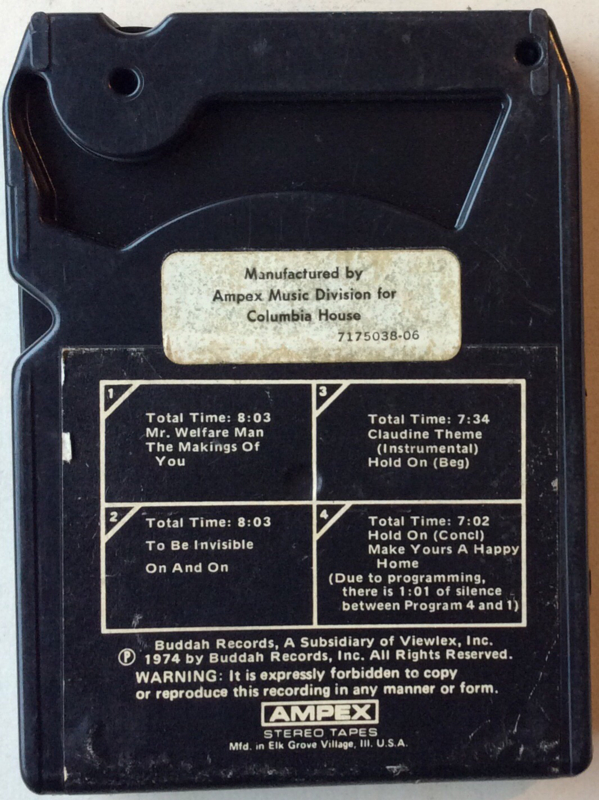 Manufactured by
Ampex Music Division for
Columbia House
7175038-06
1
Total Time: 8:03
Mr. Welfare Man
The Makings Of
You
3
Total Time: 7:34
Claudine Theme
(Instrumental)
Hold On (Beg)
2
Total Time: 8:03
To Be Invisible
On And On
4
Total Time: 7:02
Hold On (Concl)
Make Yours A Happy
Home
(Due to programming,
there is 1:01 of silence
between Program 4 and 1)
Buddah Records, A Subsidiary of Viewlex, Inc.
℗ 1974 by Buddah Records, Inc. All Rights Reserved.
WARNING: It is expressly forbidden to copy
or reproduce this recording in any manner or form.
AMPEX
STEREO TAPES
Mfd. in Elk Grove Village, Ill. U.S.A.